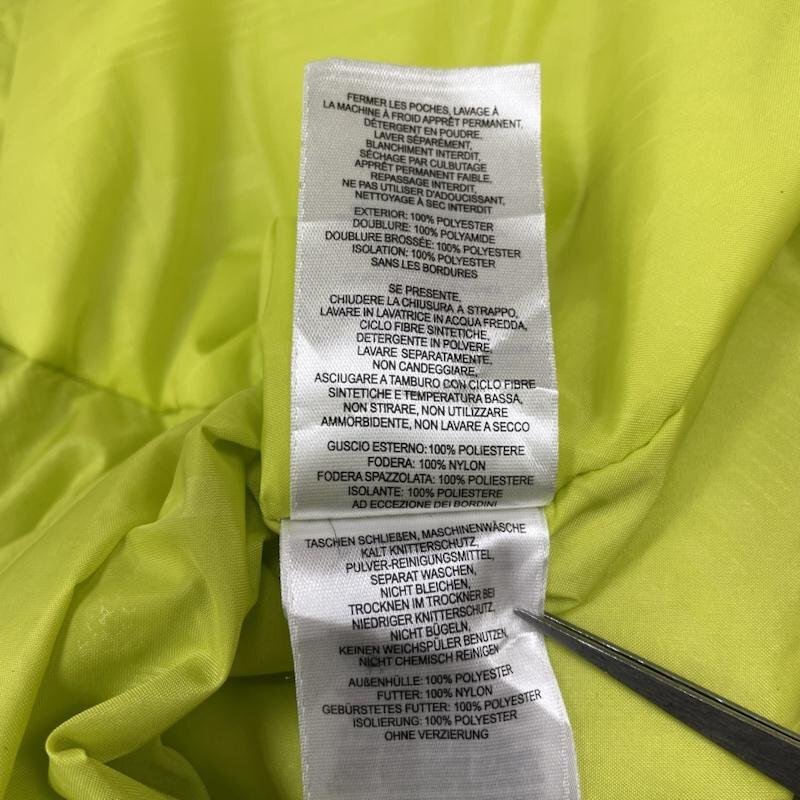 FERMER LES POCHES, LAVAGE À
LA MACHINE À FROID APPRÊT PERMANENT,
DÉTERGENT EN POUDRE,
LAVER SÉPARÉMENT,
BLANCHIMENT INTERDIT,
SÉCHAGE PAR CULBUTAGE
APPRÊT PERMANENT FAIBLE,
REPASSAGE INTERDIT,
NE PAS UTILISER D'ADOUCISSANT,
NETTOYAGE À SEC INTERDIT
EXTERIOR: 100% POLYESTER
DOUBLURE: 100% POLYAMIDE
DOUBLURE BROSSÉE: 100% POLYESTER
ISOLATION: 100% POLYESTER
SANS LES BORDURES
SE PRESENTE,
CHIUDERE LA CHIUSURA A STRAPPO,
LAVARE IN LAVATRICE IN ACQUA FREDDA,
CICLO FIBRE SINTETICHE,
DETERGENTE IN POLVERE,
LAVARE SEPARATAMENTE,
NON CANDEGGIARE,
ASCIUGARE A TAMBURO CON CICLO FIBRE
SINTETICHE E TEMPERATURA BASSA,
NON STIRARE, NON UTILIZZARE
AMMORBIDENTE, NON LAVARE A SECCO
GUSCIO ESTERNO:100% POLIESTERE
FODERA: 100% NYLON
FODERA SPAZZOLATA: 100% POLIESTERE
ISOLANTE: 100% POLIESTERE
AD ECCEZIONE DEI BORDINI
TASCHEN SCHLIEßEN, MASCHINENWÄSCHE
KALT KNITTERSCHUTZ,
PULVER-REINIGUNGSMITTEL,
SEPARAT WASCHEN,
NICHT BLEICHEN,
TROCKNEN IM TROCKNER BEI
NIEDRIGER KNITTERSCHUTZ,
NICHT BÜGELN,
KEINEN WEICHSPÜLER BENUTZEN,
NICHT CHEMISCH REINIGEN
AUßENHÜLLE: 100% POLYESTER
FUTTER: 100% NYLON
GEBÜRSTETES FUTTER: 100% POLYESTER
ISOLIERUNG: 100% POLYESTER
OHNE VERZIERUNG